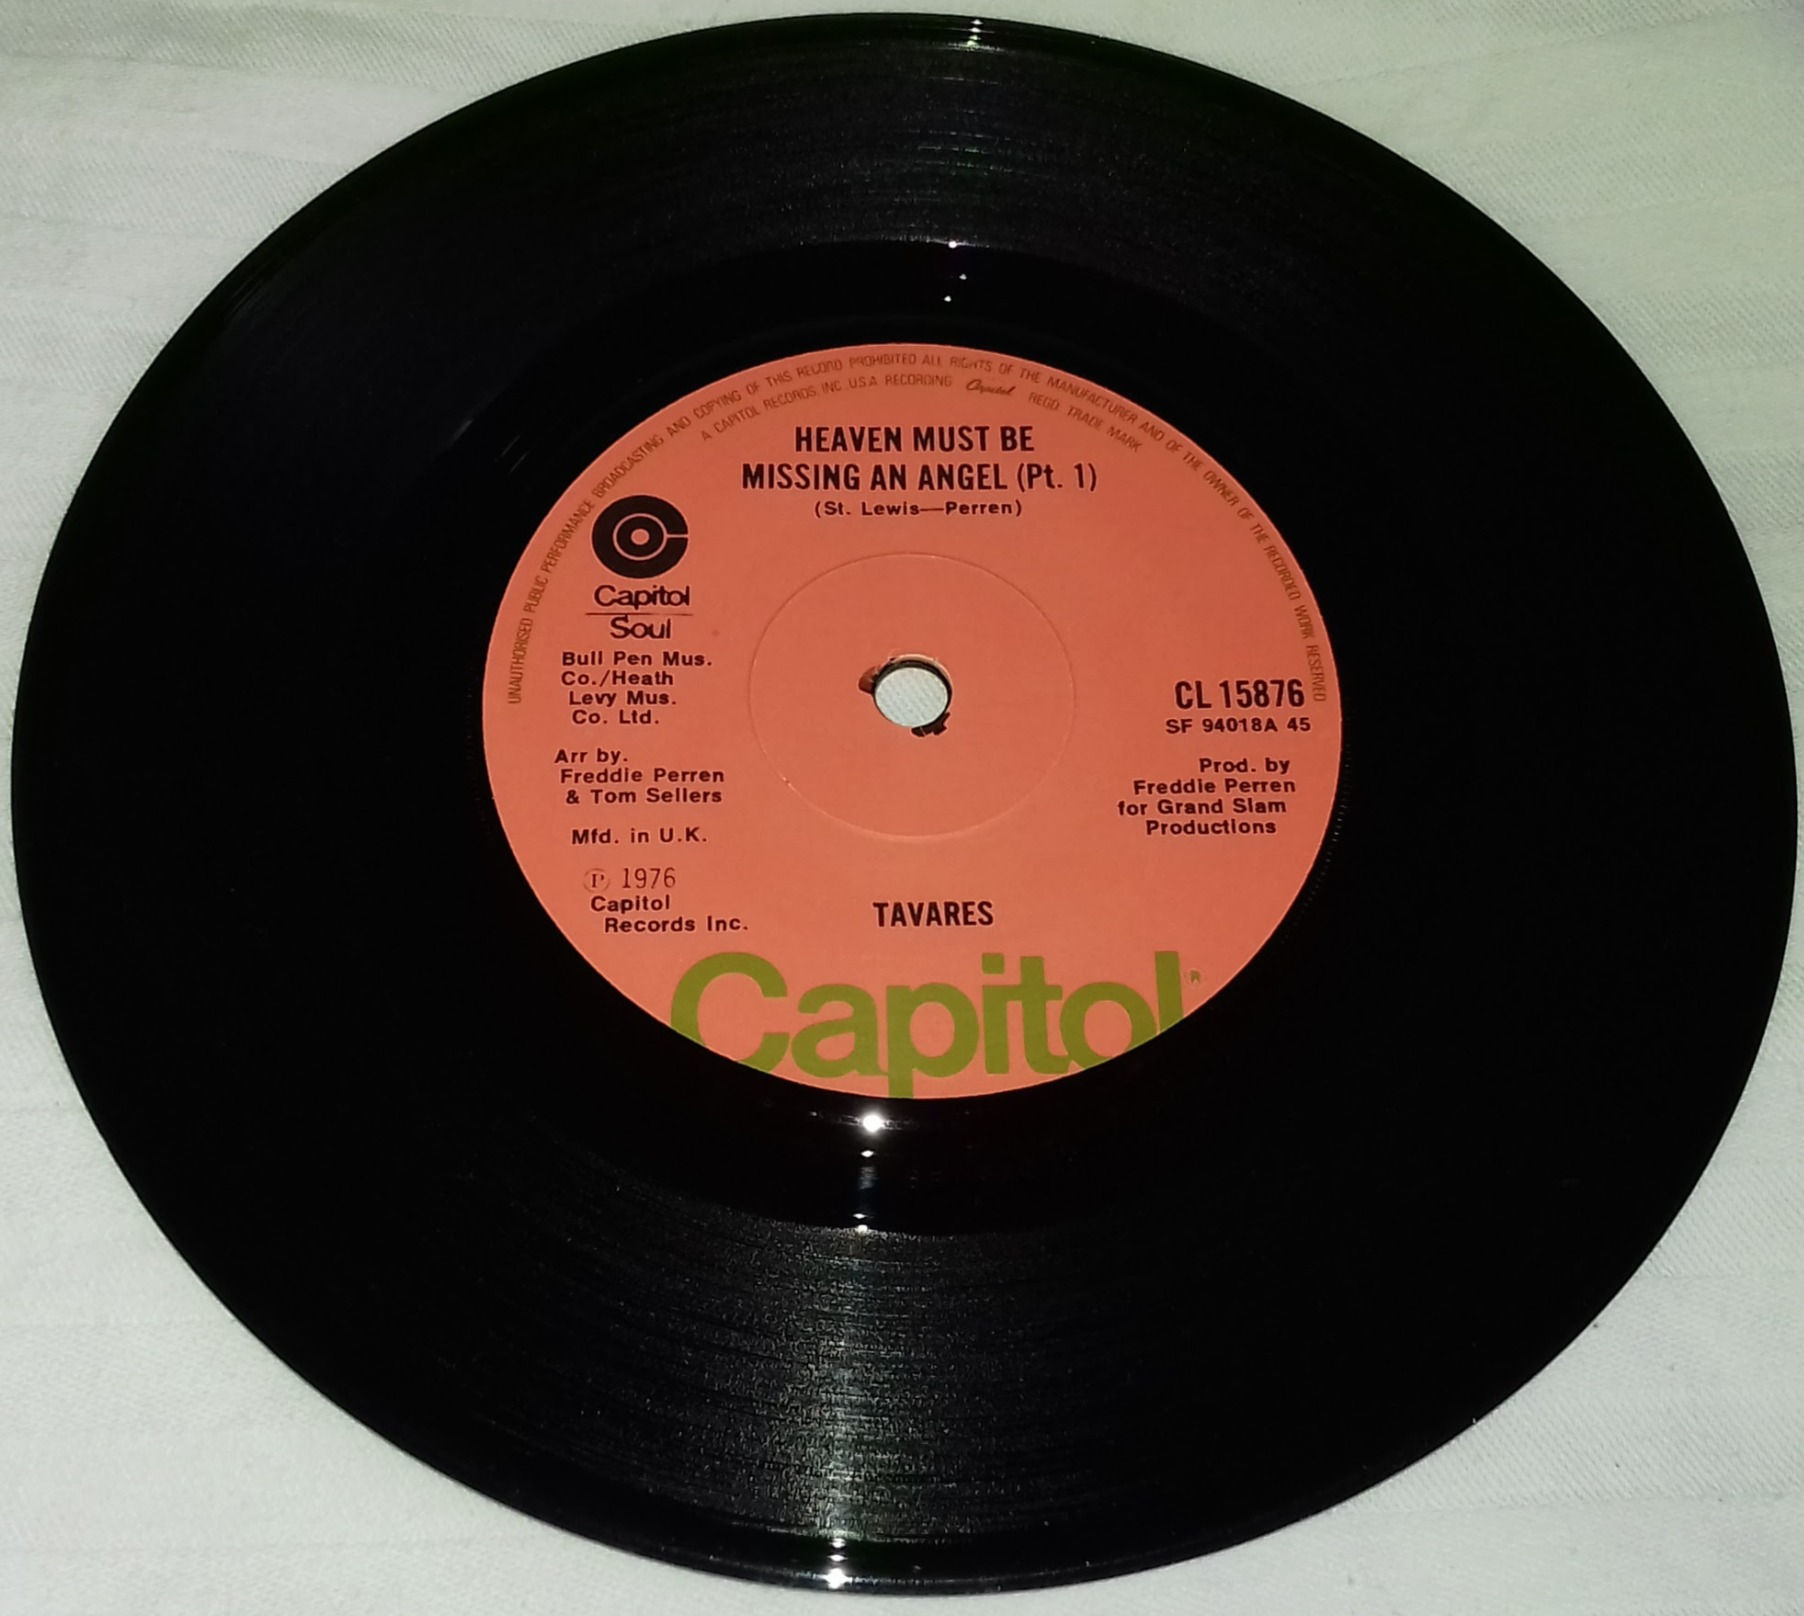 UNAUTHORISED PUBLIC PERFORMANCE BROADCASTING AND COPYING OF THIS RECORD PROHIBITED ALL RIGHTS OF THE MANUFACTURER AND OF THE OWNER OF THE RECORDED WORK RESERVED
A CAPITOL RECORDS, INC. U.S.A. RECORDING Capitol REGD. TRADE MARK
HEAVEN MUST BE
MISSING AN ANGEL (Pt. 1)
(St. Lewis—Perren)
Capitol
Soul
Bull Pen Mus.
Co./Heath
Levy Mus.
Co. Ltd.
Arr by.
Freddie Perren
& Tom Sellers
Mfd. in U.K.
℗ 1976
Capitol
Records Inc.
CL 15876
SF 94018A 45
Prod. by
Freddie Perren
for Grand Slam
Productions
TAVARES
Capitol®